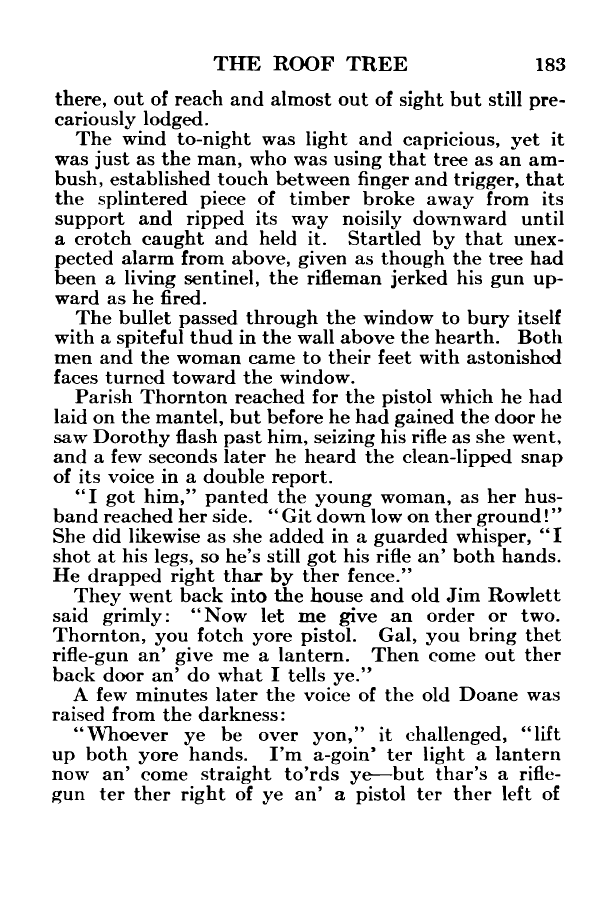 THE ROOF TREE 183
there, out of reach and almost out of sight but still pre-
cariously lodged.
The wind to-night was light and capricious, yet it
was just as the man, who was using that tree as an am-
bush, established touch between finger and trigger, that
the splintered piece of timber broke away from its
support and ripped its way noisily downward until
a crotch caught and held it. Startled by that unex-
pected alarm from above, given as though the tree had
been a living sentinel, the rifleman jerked his gun up-
ward as he fired.
The bullet passed through the window to bury itself
with a spiteful thud in the wall above the hearth. Both
men and the woman came to their feet with astonished
faces turned toward the window.
Parish Thornton reached for the pistol which he had
laid on the mantel, but before he had gained the door he
saw Dorothy flash past him, seizing his rifle as she went,
and a few seconds later he heard the clean-lipped snap
of its voice in a double report.
"I got him," panted the young woman, as her hus-
band reached her side. "Git down low on ther ground!"
She did likewise as she added in a guarded whisper, "I
shot at his legs, so he's still got his rifle an' both hands.
He drapped right thar by ther fence."
They went back into the house and old Jim Rowlett
said grimly: "Now let me give an order or two.
Thornton, you fotch yore pistol. Gal, you bring thet
rifle-gun an' give me a lantern. Then come out ther
back door an' do what I tells ye."
A few minutes later the voice of the old Doane was
raised from the darkness:
"Whoever ye be over yon," it challenged, "lift
up both yore hands. I'm a-goin' ter light a lantern
now an' come straight to'rds ye—but thar's a rifle-
gun ter ther right of ye an' a pistol ter ther left of